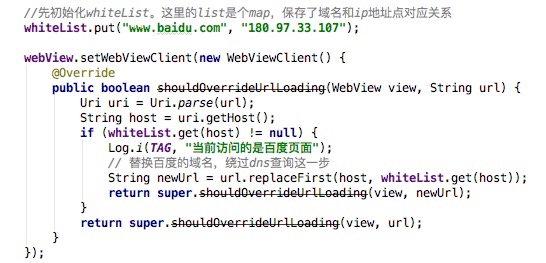 //先初始化whiteList。这里的list是个map，保存了域名和ip地址点对应关系
whiteList.put("www.baidu.com", "180.97.33.107");
webView.setWebViewClient(new WebViewClient() {
@Override
public boolean shouldOverrideUrlLoading(WebView view, String url) {
Uri uri = Uri.parse(url);
String host = uri.getHost();
if (whiteList.get(host) != null) {
Log.i(TAG, "当前访问的是百度页面");
// 替换百度的域名，绕过dns查询这一步
String newUrl = url.replaceFirst(host, whiteList.get(host));
return super.shouldOverrideUrlLoading(view, newUrl);
}
return super.shouldOverrideUrlLoading(view, url);
}
});